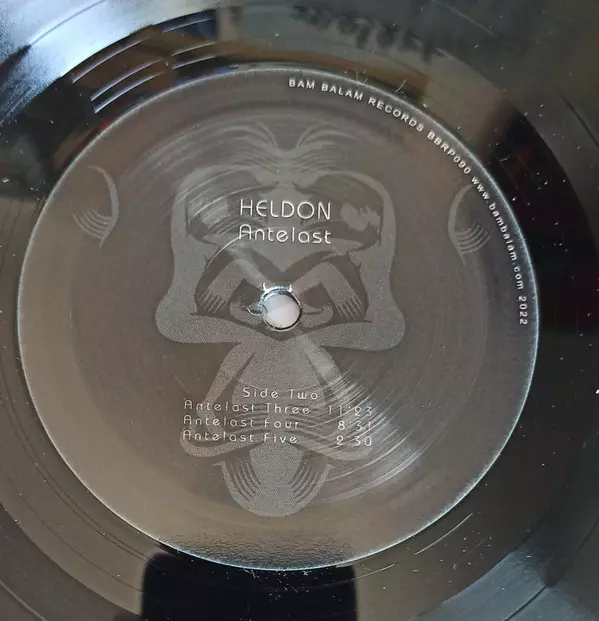 BAM BALAM RECORDS BBRP090 www.bambalam.com 2022
HELDON
Antelast
Side Two
Antelast Three 11'23
Antelast Four 8'31
Antelast Five 2'30